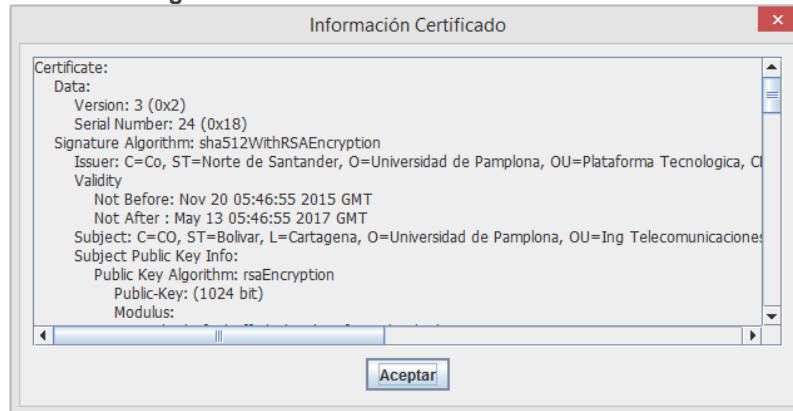 Información Certificado
Certificate:
Data:
Version: 3 (0x2)
Serial Number: 24 (0x18)
Signature Algorithm: sha512WithRSAEncryption
Issuer: C=Co, ST=Norte de Santander, O=Universidad de Pamplona, OU=Plataforma Tecnologica,
Validity
Not Before: Nov 20 05:46:55 2015 GMT
Not After : May 13 05:46:55 2017 GMT
Subject: C=CO, ST=Bolivar, L=Cartagena, O=Universidad de Pamplona, OU=Ing Telecomunicaciones
Subject Public Key Info:
Public Key Algorithm: rsaEncryption
Public-Key: (1024 bit)
Modulus:
Aceptar